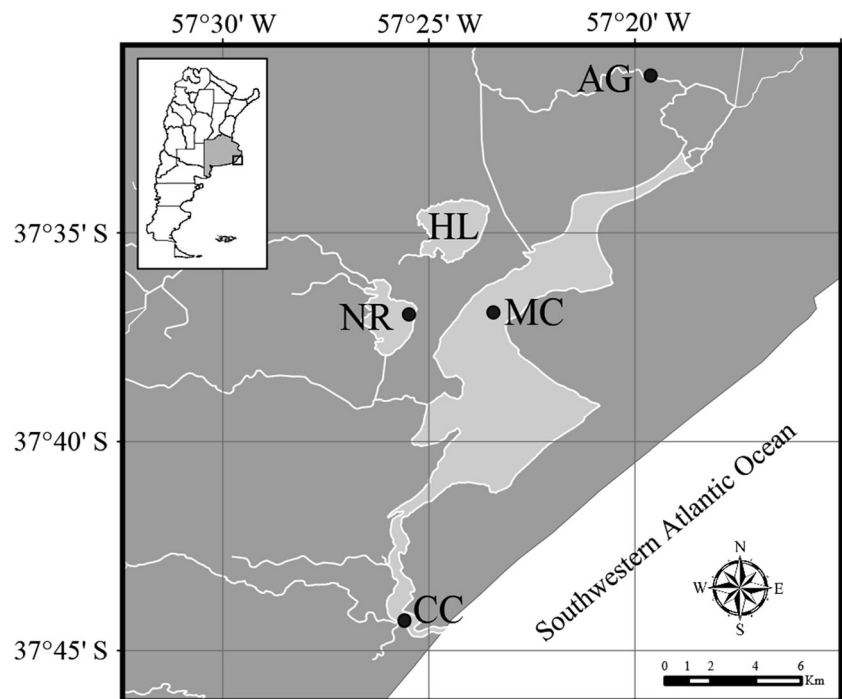 57°30' W 57°25' W 57°20' W
AG
37°35' S
HL
NR
MC
37°40' S
Southwestern Atlantic Ocean
N
W E
S
CC
37°45' S
0 1 2 4 6
Km